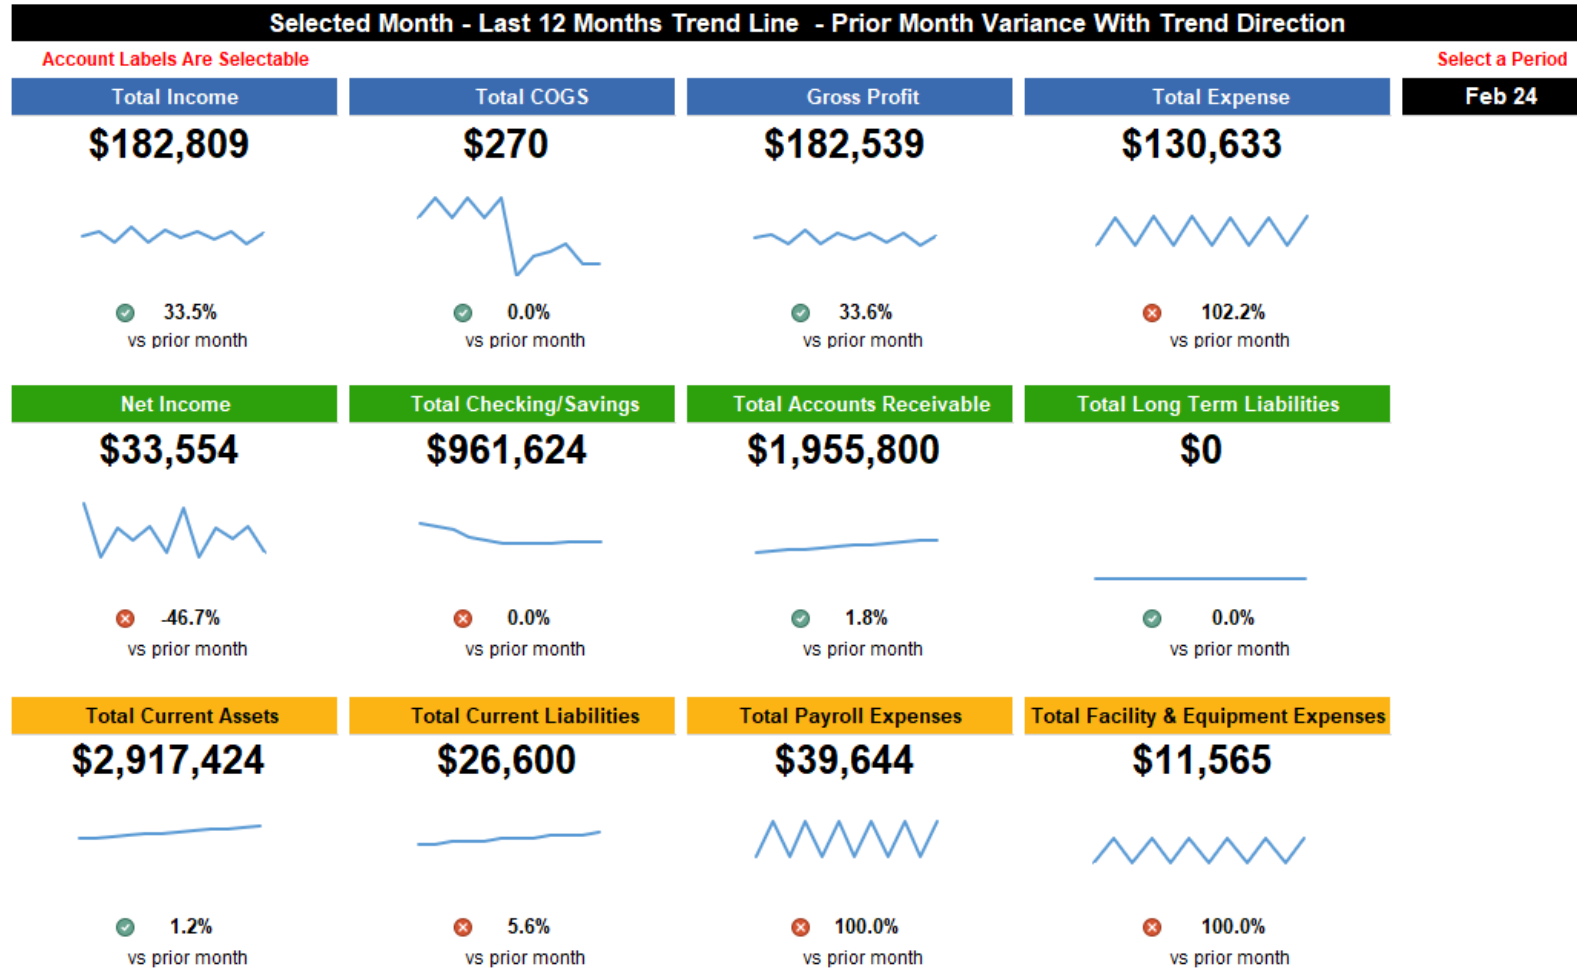 Selected Month - Last 12 Months Trend Line - Prior Month Variance With Trend Direction
Account Labels Are Selectable
Select a Period
Total Income
Total COGS
Gross Profit
Total Expense
Feb 24
$182,809
$270
$182,539
$130,633
33.5%
0.0%
33.6%
102.2%
vs prior month
vs prior month
vs prior month
vs prior month
Net Income
Total Checking/Savings
Total Accounts Receivable
Total Long Term Liabilities
$33,554
$961,624
$1,955,800
$0
-46.7%
0.0%
1.8%
0.0%
vs prior month
vs prior month
vs prior month
vs prior month
Total Current Assets
Total Current Liabilities
Total Payroll Expenses
Total Facility & Equipment Expenses
$2,917,424
$26,600
$39,644
$11,565
1.2%
5.6%
100.0%
100.0%
vs prior month
vs prior month
vs prior month
vs prior month